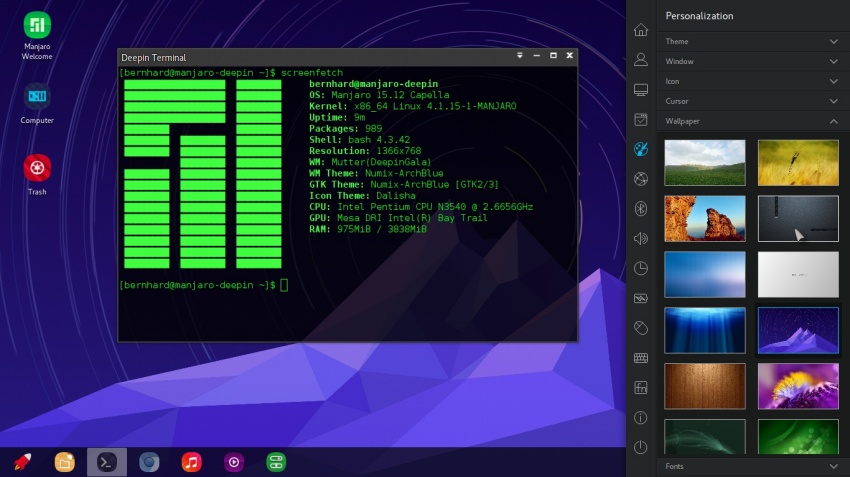 Manjaro
Welcome
Computer
Trash
Deepin Terminal
[bernhard@manjaro-deepin ~]$ screenfetch
bernhard@manjaro-deepin
OS: Manjaro 15.12 Capella
Kernel: x86_64 Linux 4.1.15-1-MANJARO
Uptime: 9m
Packages: 989
Shell: bash 4.3.42
Resolution: 1366x768
WM: Mutter(DeepinGala)
WM Theme: Numix-ArchBlue
GTK Theme: Numix-ArchBlue [GTK2/3]
Icon Theme: Dalisha
CPU: Intel Pentium CPU N3540 @ 2.6656GHz
GPU: Mesa DRI Intel(R) Bay Trail
RAM: 975MiB / 3838MiB
[bernhard@manjaro-deepin ~]$
Personalization
Theme
Window
Icon
Cursor
Wallpaper
Fonts